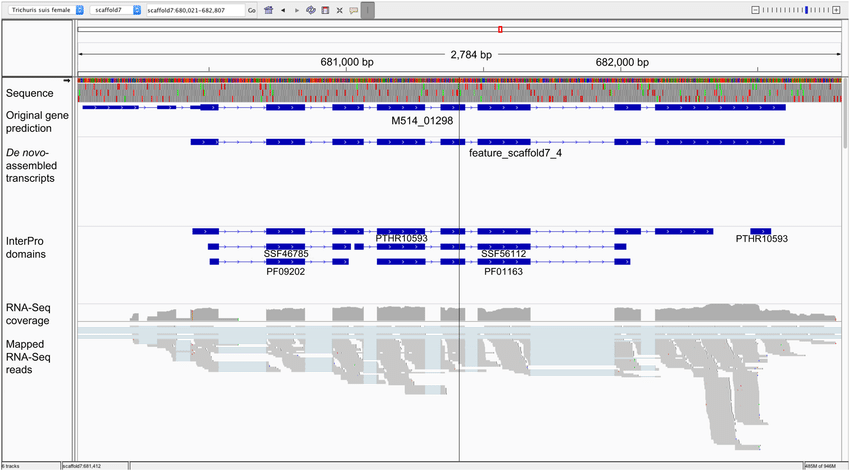 Trichuris suis female scaffold7 scaffold7:680,021-682,807 Go
2,784 bp
681,000 bp 682,000 bp
Sequence
Original gene
prediction
M514_01298
De novo-
assembled
transcripts
feature_scaffold7_4
InterPro
domains
PTHR10593 PTHR10593
SSF46785 SSF56112
PF09202 PF01163
RNA-Seq
coverage
Mapped
RNA-Seq
reads
6 tracks scaffold7:681,412 485M of 946M